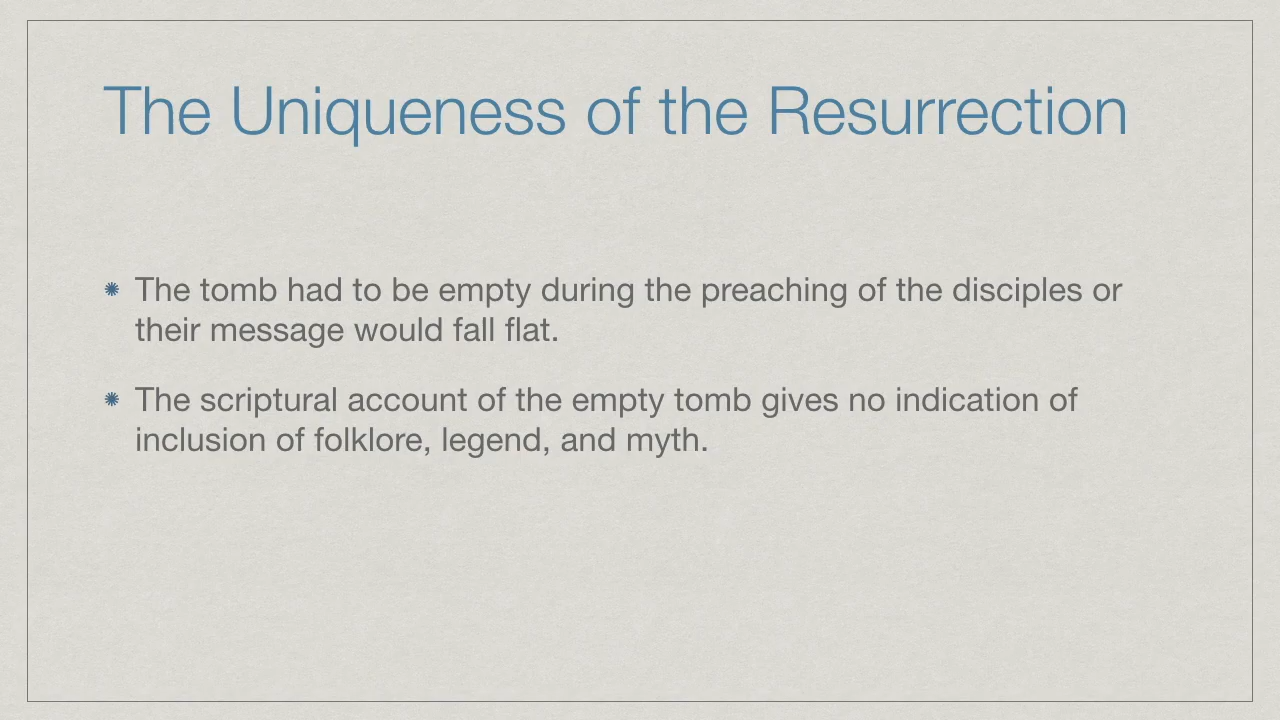 The Uniqueness of the Resurrection
The tomb had to be empty during the preaching of the disciples or
their message would fall flat.
The scriptural account of the empty tomb gives no indication of
inclusion of folklore, legend, and myth.